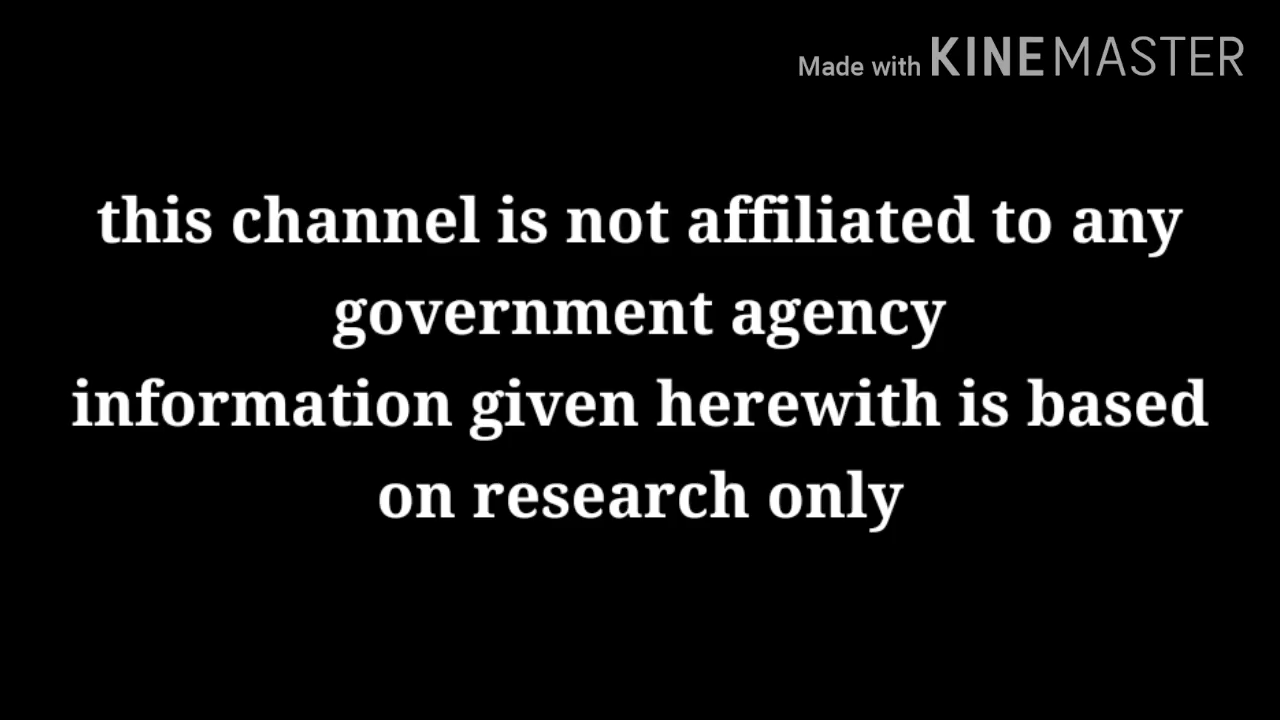 Made with KINEMASTER
this channel is not affiliated to any
government agency
information given herewith is based
on research only